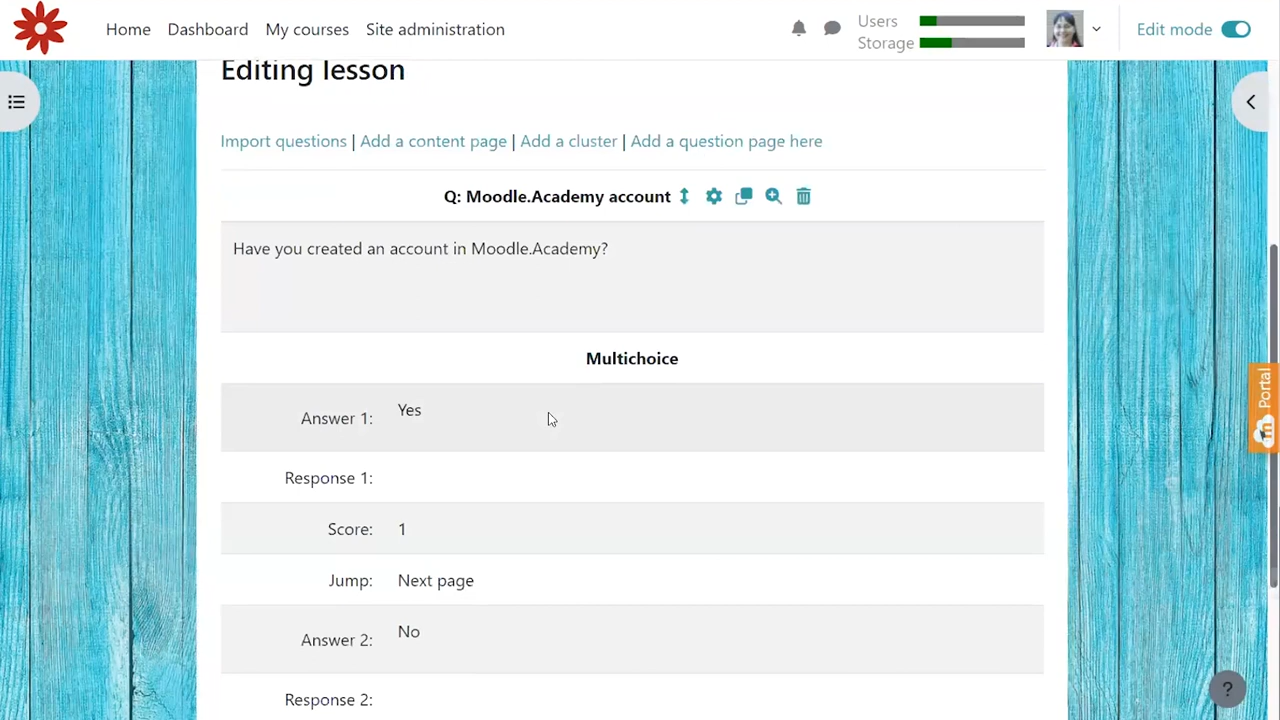 Home Dashboard My courses Site administration Users Storage Edit mode
Editing lesson
Import questions | Add a content page | Add a cluster | Add a question page here
Q: Moodle.Academy account
Have you created an account in Moodle.Academy?
Multichoice
Answer 1: Yes
Response 1:
Score: 1
Jump: Next page
Answer 2: No
Response 2:
Portal
?